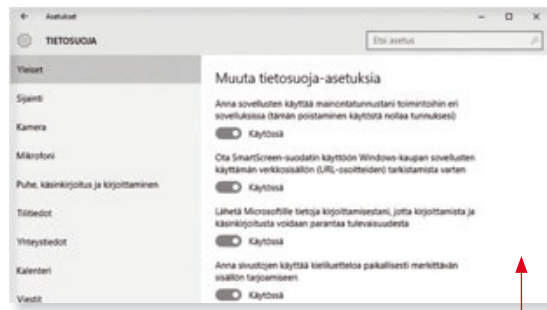 Asetukset
TIETOSUOJA
Etsi asetus
Yleiset
Sijainti
Kamera
Mikrofoni
Puhe, käsinkirjoitus ja kirjoittaminen
Tilitiedot
Yhteystiedot
Kalenteri
Viestit
Muuta tietosuoja-asetuksia
Anna sovellusten käyttää mainontatunnustani toimintoihin eri
sovelluksissa (tämän poistaminen käytöstä nollaa tunnuksesi)
Käytössä
Ota SmartScreen-suodatin käyttöön Windows-kaupan sovellusten
käyttämän verkkosisällön (URL-osoitteiden) tarkistamista varten
Käytössä
Lähetä Microsoftille tietoja kirjoittamisestani, jotta kirjoittamista ja
käsinkirjoitusta voidaan parantaa tulevaisuudessa
Käytössä
Anna sivustojen käyttää kieliluetteloa paikallisesti merkittävän
sisällön tarjoamiseen
Käytössä